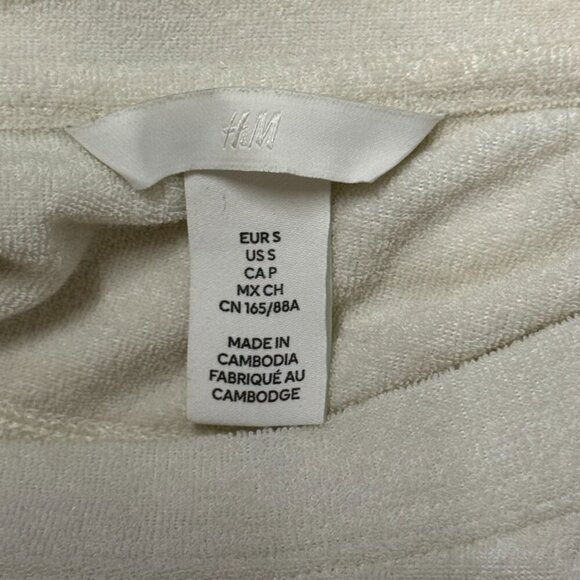 H&M
EUR S
US S
CA P
MX CH
CN 165/88A
MADE IN
CAMBODIA
FABRIQUÉ AU
CAMBODGE